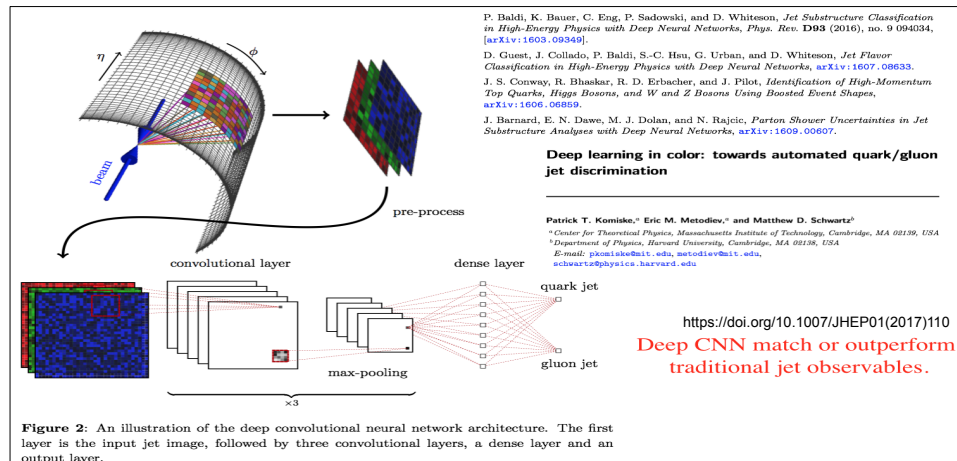 η
ϕ
beam
pre-process
convolutional layer
dense layer
quark jet
gluon jet
max-pooling
×3
Figure 2: An illustration of the deep convolutional neural network architecture. The first
layer is the input jet image, followed by three convolutional layers, a dense layer and an
output layer.
P. Baldi, K. Bauer, C. Eng, P. Sadowski, and D. Whiteson, Jet Substructure Classification
in High-Energy Physics with Deep Neural Networks, Phys. Rev. D93 (2016), no. 9 094034,
[arXiv:1603.09349].
D. Guest, J. Collado, P. Baldi, S.-C. Hsu, G. Urban, and D. Whiteson, Jet Flavor
Classification in High-Energy Physics with Deep Neural Networks, arXiv:1607.08633.
J. S. Conway, R. Bhaskar, R. D. Erbacher, and J. Pilot, Identification of High-Momentum
Top Quarks, Higgs Bosons, and W and Z Bosons Using Boosted Event Shapes,
arXiv:1606.06859.
J. Barnard, E. N. Dawe, M. J. Dolan, and N. Rajcic, Parton Shower Uncertainties in Jet
Substructure Analyses with Deep Neural Networks, arXiv:1609.00607.
Deep learning in color: towards automated quark/gluon
jet discrimination
Patrick T. Komiske,ᵃ Eric M. Metodiev,ᵃ and Matthew D. Schwartzᵇ
ᵃCenter for Theoretical Physics, Massachusetts Institute of Technology, Cambridge, MA 02139, USA
ᵇDepartment of Physics, Harvard University, Cambridge, MA 02138, USA
E-mail: pkomiske@mit.edu, metodiev@mit.edu,
schwartz@physics.harvard.edu
https://doi.org/10.1007/JHEP01(2017)110
Deep CNN match or outperform
traditional jet observables.